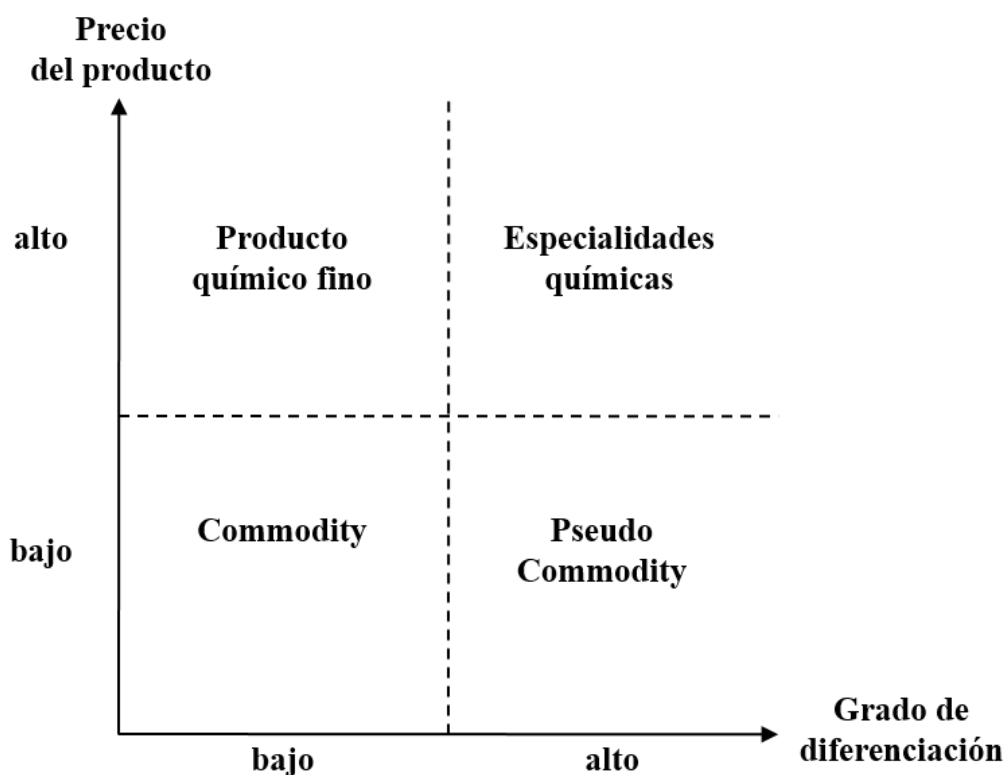 Precio
del producto
alto
Producto
químico fino
Especialidades
químicas
bajo
Commodity
Pseudo
Commodity
bajo
alto
Grado de
diferenciación